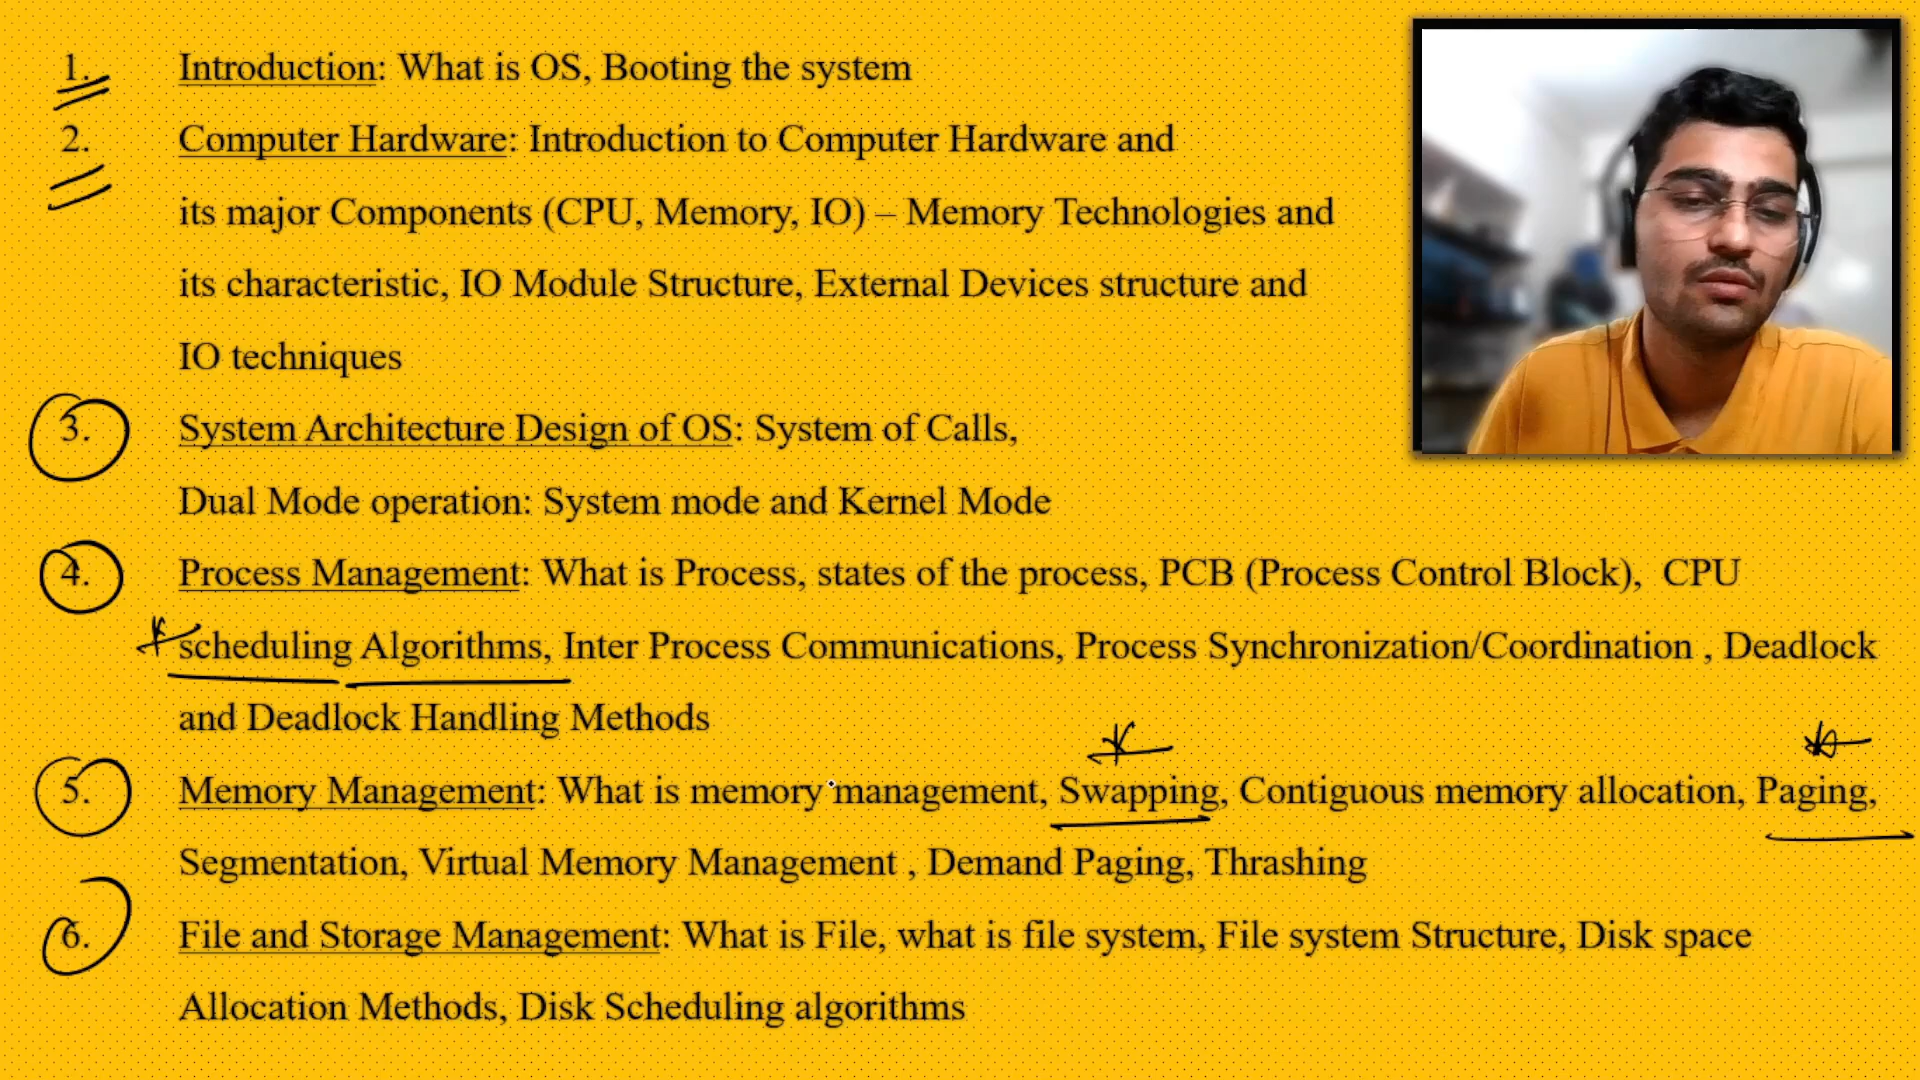 1. Introduction: What is OS, Booting the system
2. Computer Hardware: Introduction to Computer Hardware and
its major Components (CPU, Memory, IO) – Memory Technologies and
its characteristic, IO Module Structure, External Devices structure and
IO techniques
3. System Architecture Design of OS: System of Calls,
Dual Mode operation: System mode and Kernel Mode
4. Process Management: What is Process, states of the process, PCB (Process Control Block), CPU
scheduling Algorithms, Inter Process Communications, Process Synchronization/Coordination , Deadlock
and Deadlock Handling Methods
5. Memory Management: What is memory management, Swapping, Contiguous memory allocation, Paging,
Segmentation, Virtual Memory Management , Demand Paging, Thrashing
6. File and Storage Management: What is File, what is file system, File system Structure, Disk space
Allocation Methods, Disk Scheduling algorithms